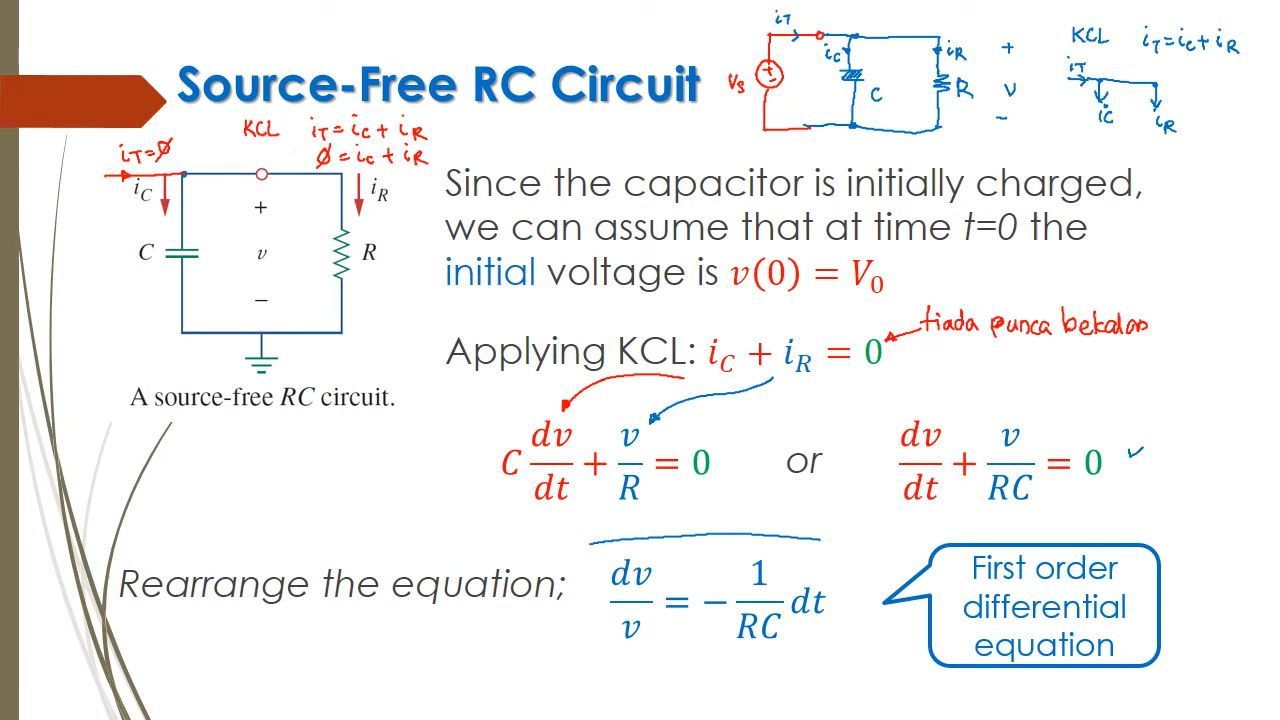 Source-Free RC Circuit
iT
iC
iR
Vs
+
−
C
R
+
v
−
KCL iT = iC + iR
iT
iC
iR
KCL iT = iC + iR
iT = 0
0 = iC + iR
iC
iR
+
C
v
R
−
A source-free RC circuit.
Since the capacitor is initially charged,
we can assume that at time t=0 the
initial voltage is v(0) = V₀
tiada punca bekalan
Applying KCL: iC + iR = 0
C dv/dt + v/R = 0 or dv/dt + v/RC = 0 ✓
Rearrange the equation; dv/v = − 1/RC dt
First order
differential
equation